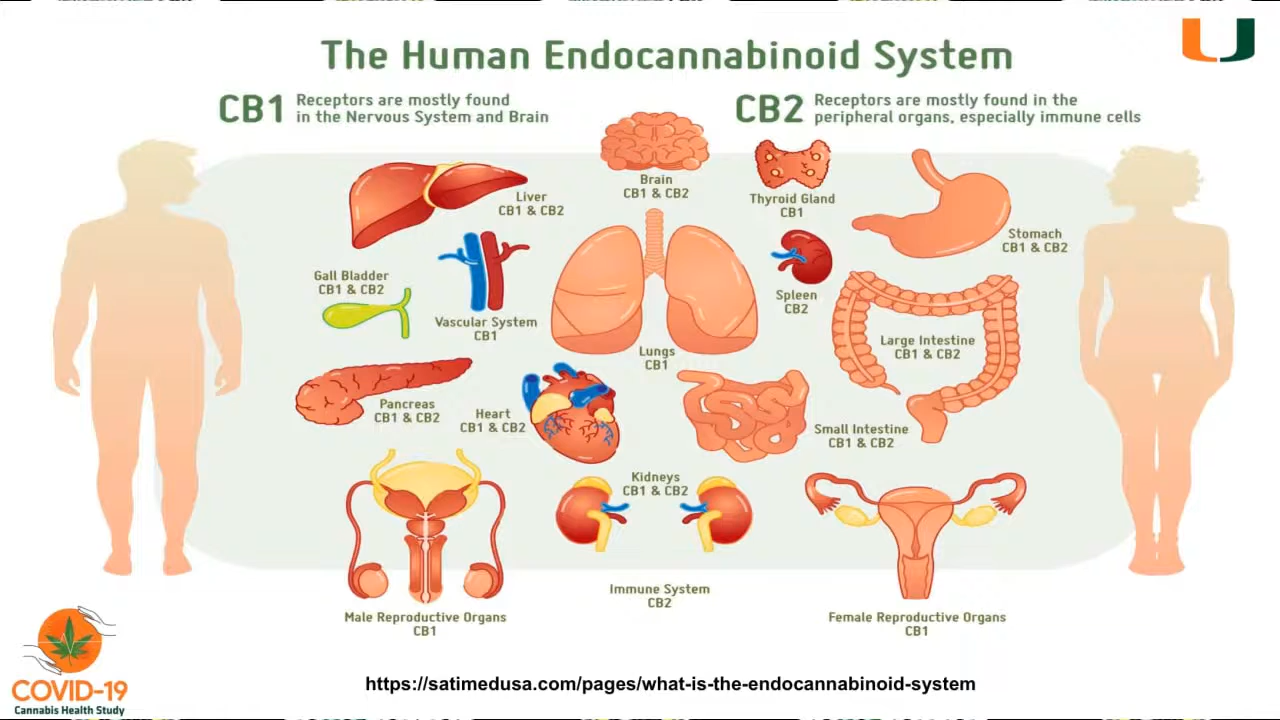 The Human Endocannabinoid System
CB1 Receptors are mostly found
in the Nervous System and Brain
CB2 Receptors are mostly found in the
peripheral organs, especially immune cells
Brain
CB1 & CB2
Liver
CB1 & CB2
Thyroid Gland
CB1
Stomach
CB1 & CB2
Gall Bladder
CB1 & CB2
Vascular System
CB1
Spleen
CB2
Lungs
CB1
Large Intestine
CB1 & CB2
Pancreas
CB1 & CB2
Heart
CB1 & CB2
Small Intestine
CB1 & CB2
Kidneys
CB1 & CB2
Immune System
CB2
Male Reproductive Organs
CB1
Female Reproductive Organs
CB1
COVID-19
Cannabis Health Study
https://satimedusa.com/pages/what-is-the-endocannabinoid-system